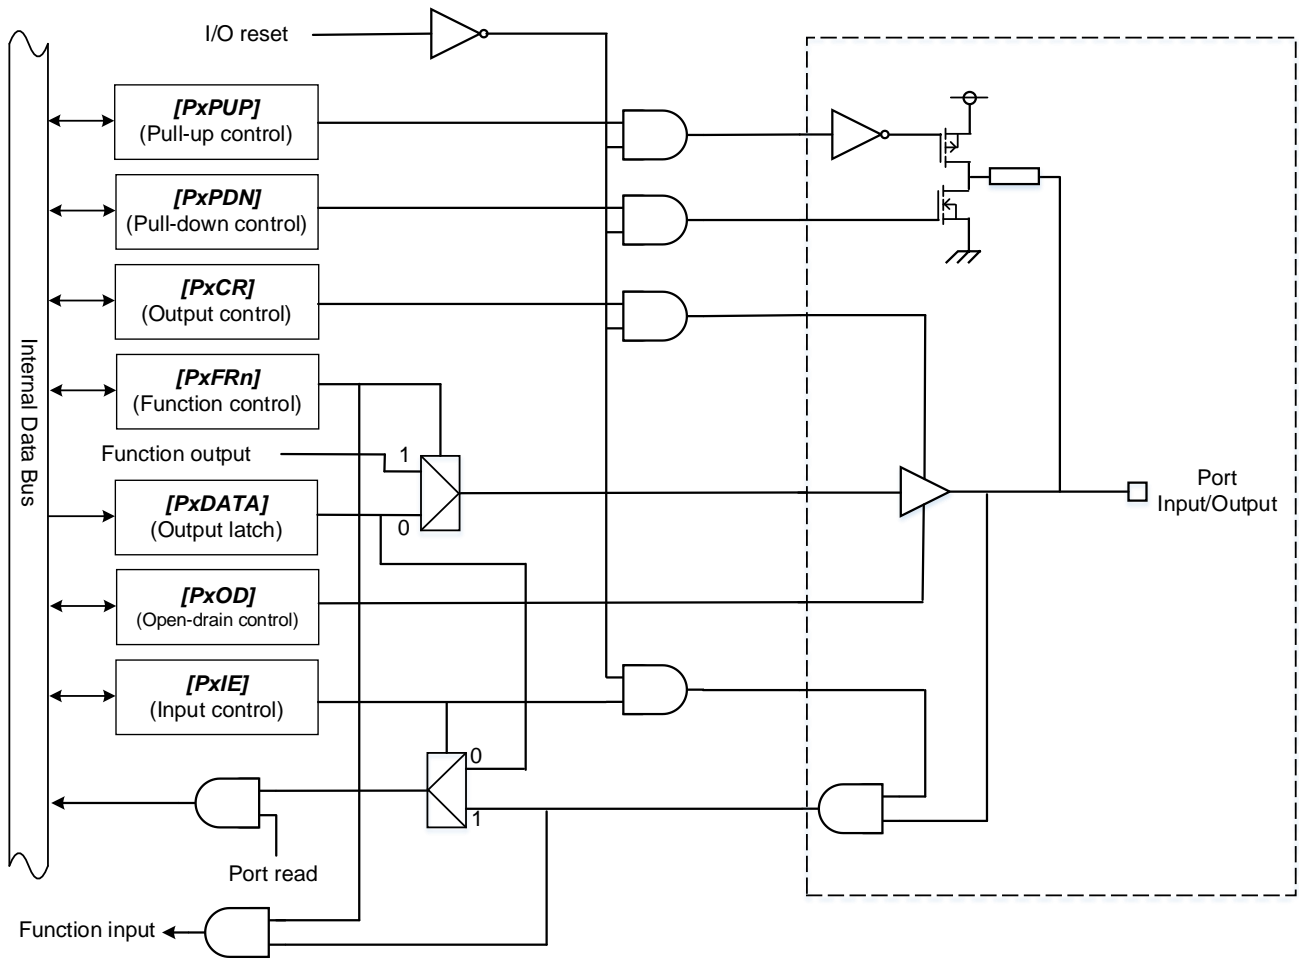 I/O reset
[PxPUP]
(Pull-up control)
[PxPDN]
(Pull-down control)
[PxCR]
(Output control)
Internal Data Bus
[PxFRn]
(Function control)
Function output
1
[PxDATA]
(Output latch)
0
Port
Input/Output
[PxOD]
(Open-drain control)
[PxIE]
(Input control)
0
1
Port read
Function input